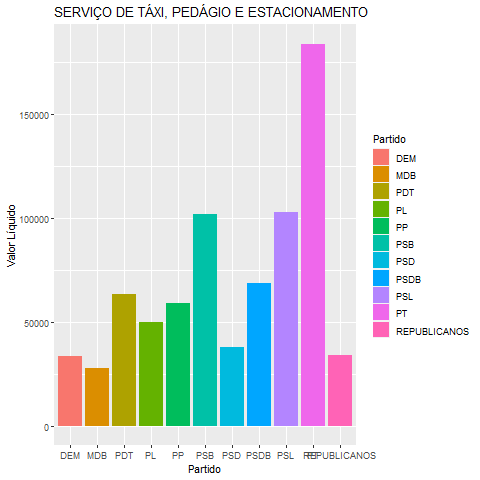 SERVIÇO DE TÁXI, PEDÁGIO E ESTACIONAMENTO
Valor Líquido
150000
100000
50000
0
DEM MDB PDT PL PP PSB PSD PSDB PSL PT REPUBLICANOS
Partido
Partido
DEM
MDB
PDT
PL
PP
PSB
PSD
PSDB
PSL
PT
REPUBLICANOS